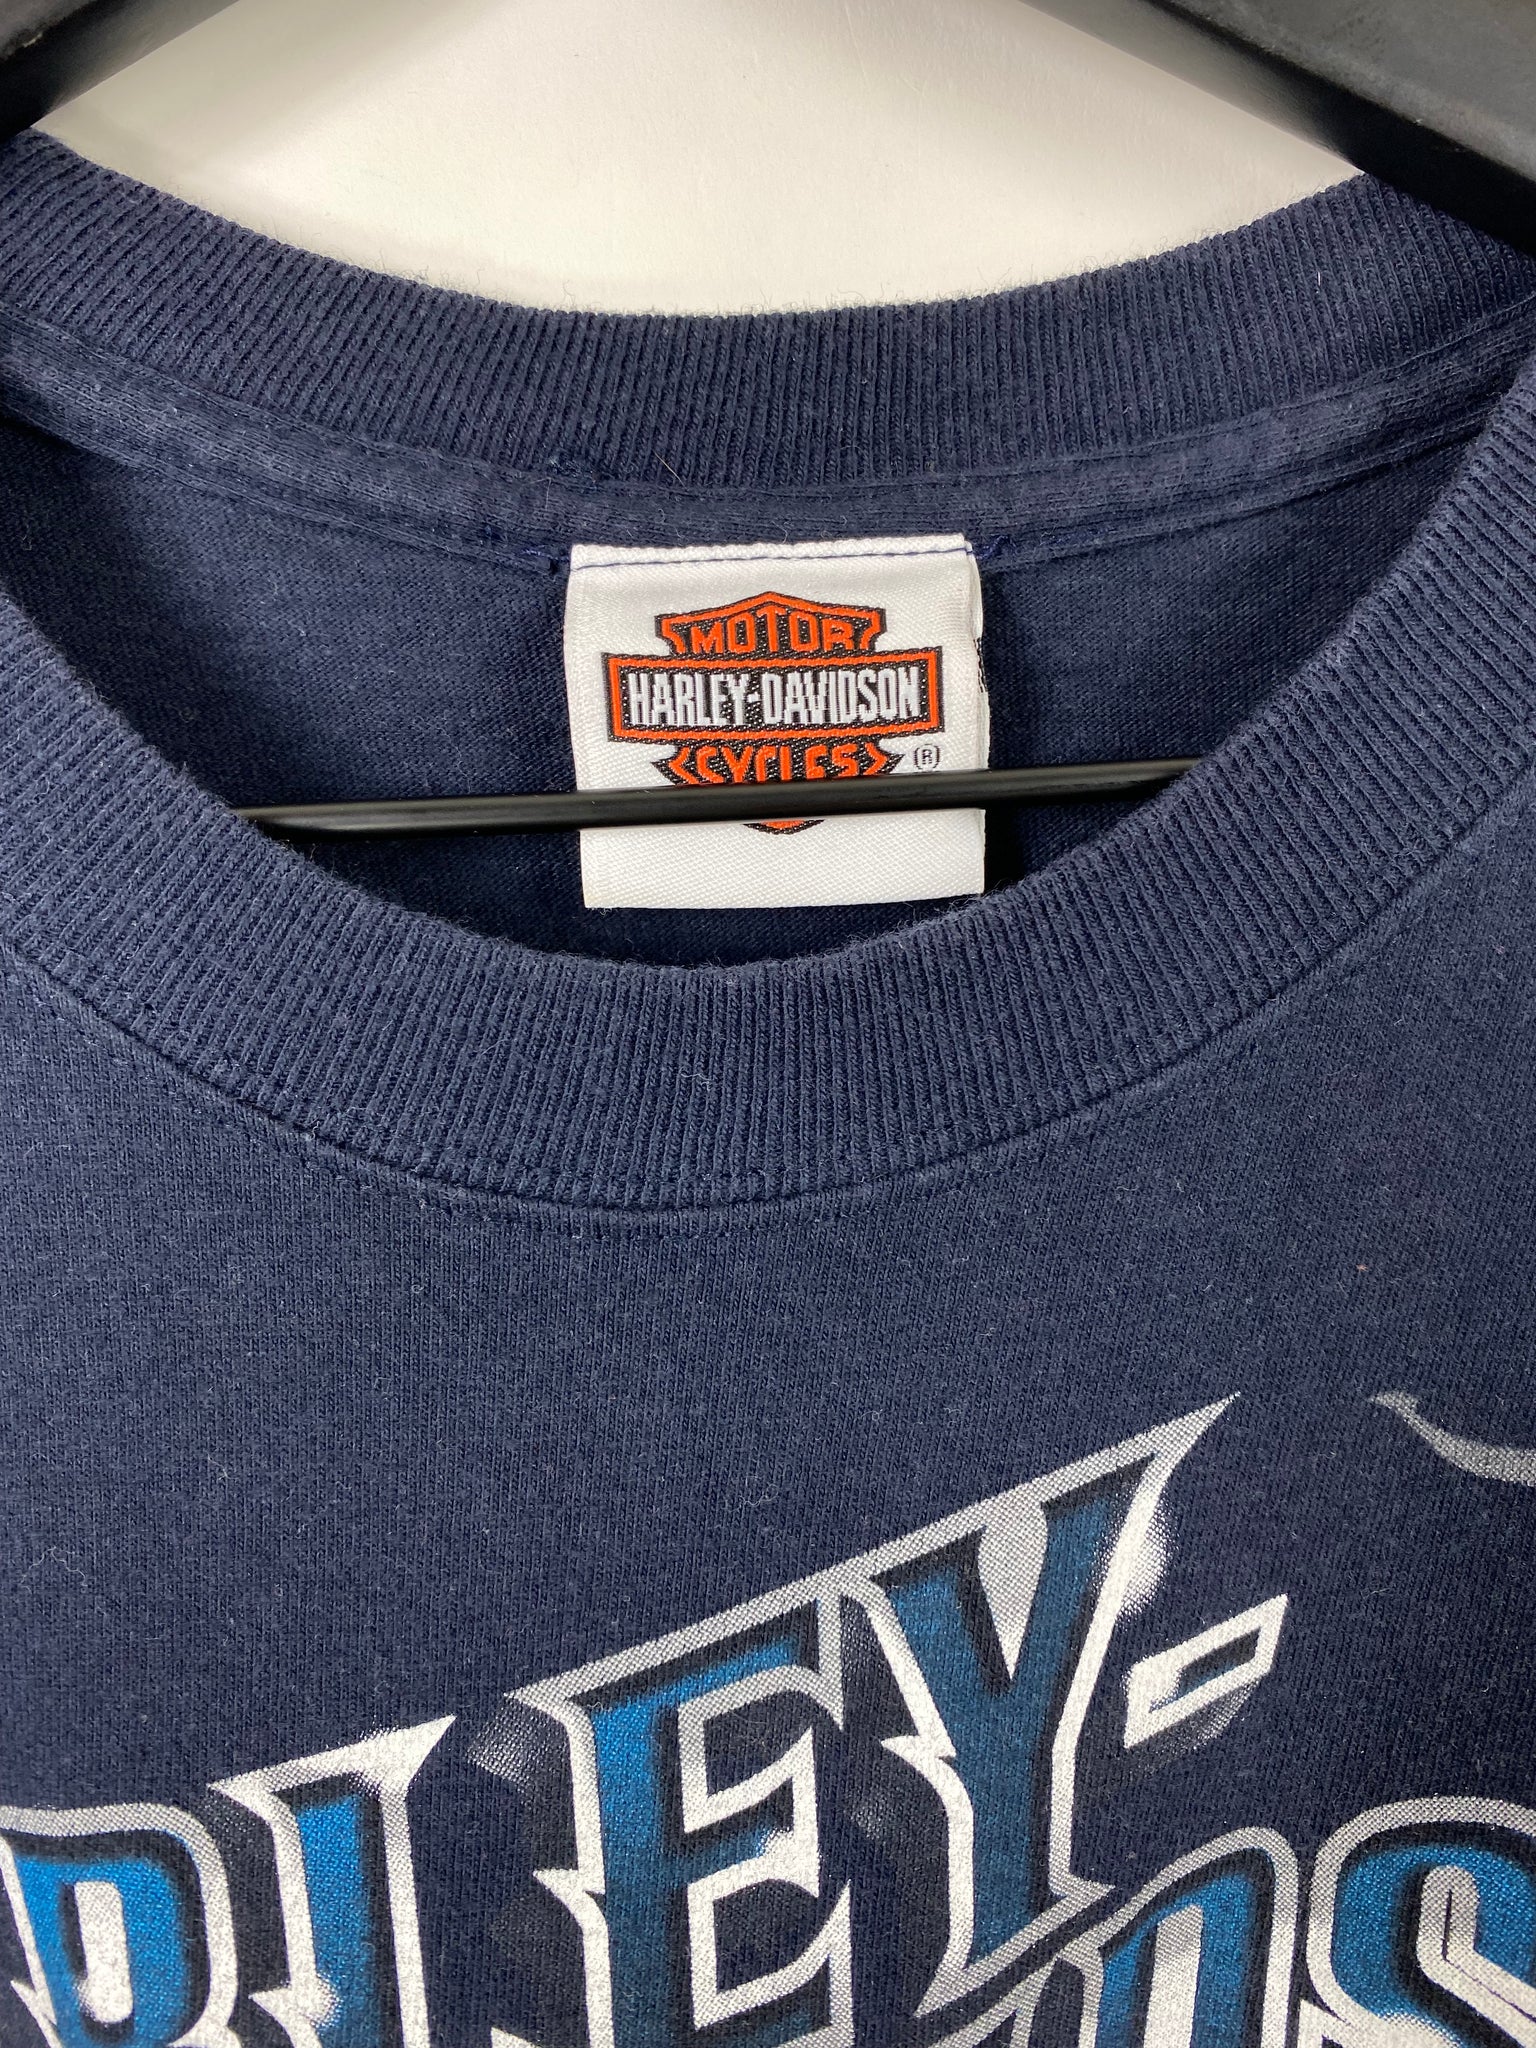 MOTOR
HARLEY-DAVIDSON
CYCLES
®
RLEY-